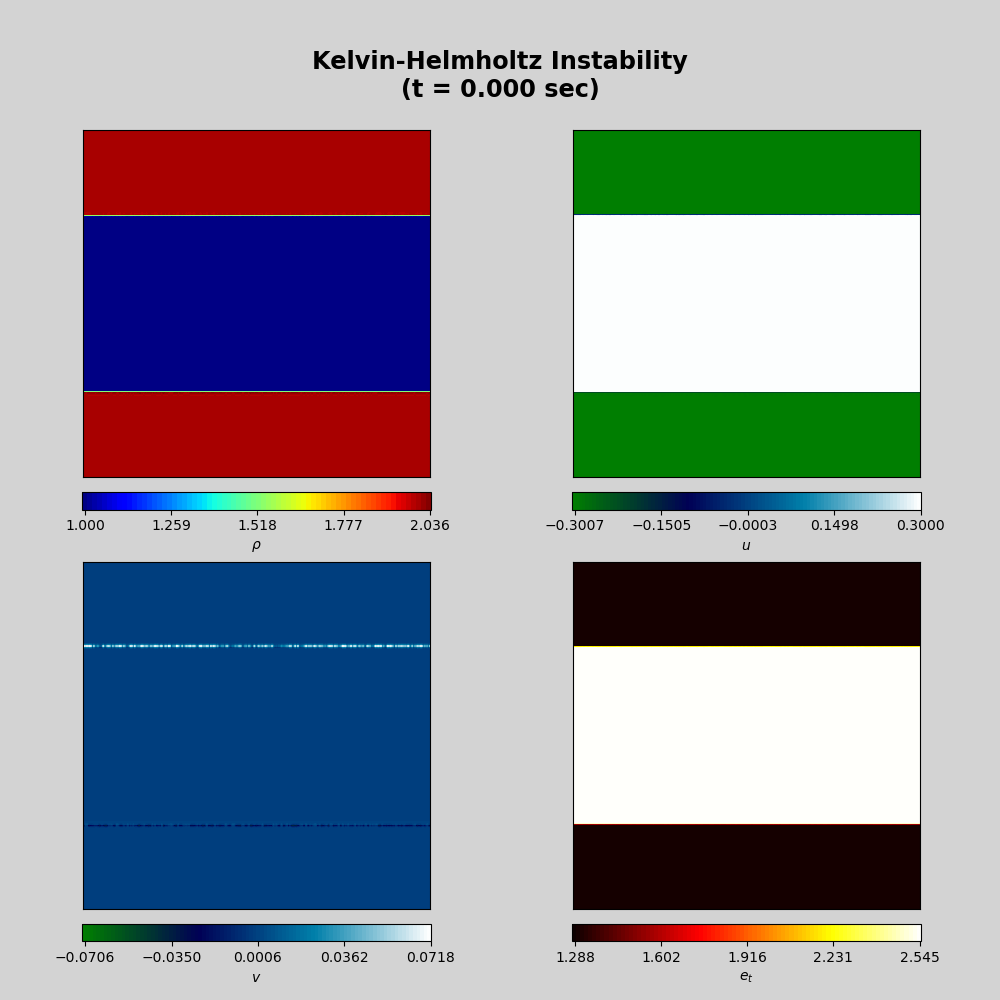 Kelvin-Helmholtz Instability
(t = 0.000 sec)
1.000 1.259 1.518 1.777 2.036
ρ
−0.3007 −0.1505 −0.0003 0.1498 0.3000
u
−0.0706 −0.0350 0.0006 0.0362 0.0718
v
1.288 1.602 1.916 2.231 2.545
eₜ